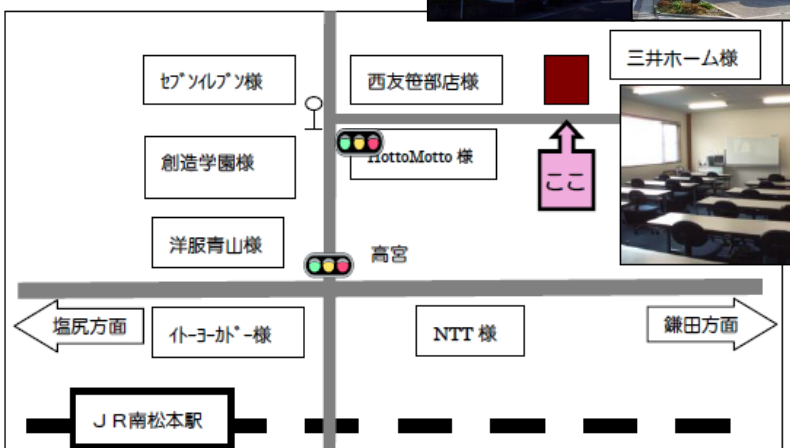 三井ホーム様
ｾﾌﾞﾝｲﾚﾌﾞﾝ様
西友笹部店様
創造学園様
HottoMotto 様
ここ
洋服青山様
高宮
塩尻方面
ｲﾄｰﾖｰｶﾄﾞｰ様
NTT 様
鎌田方面
ＪＲ南松本駅